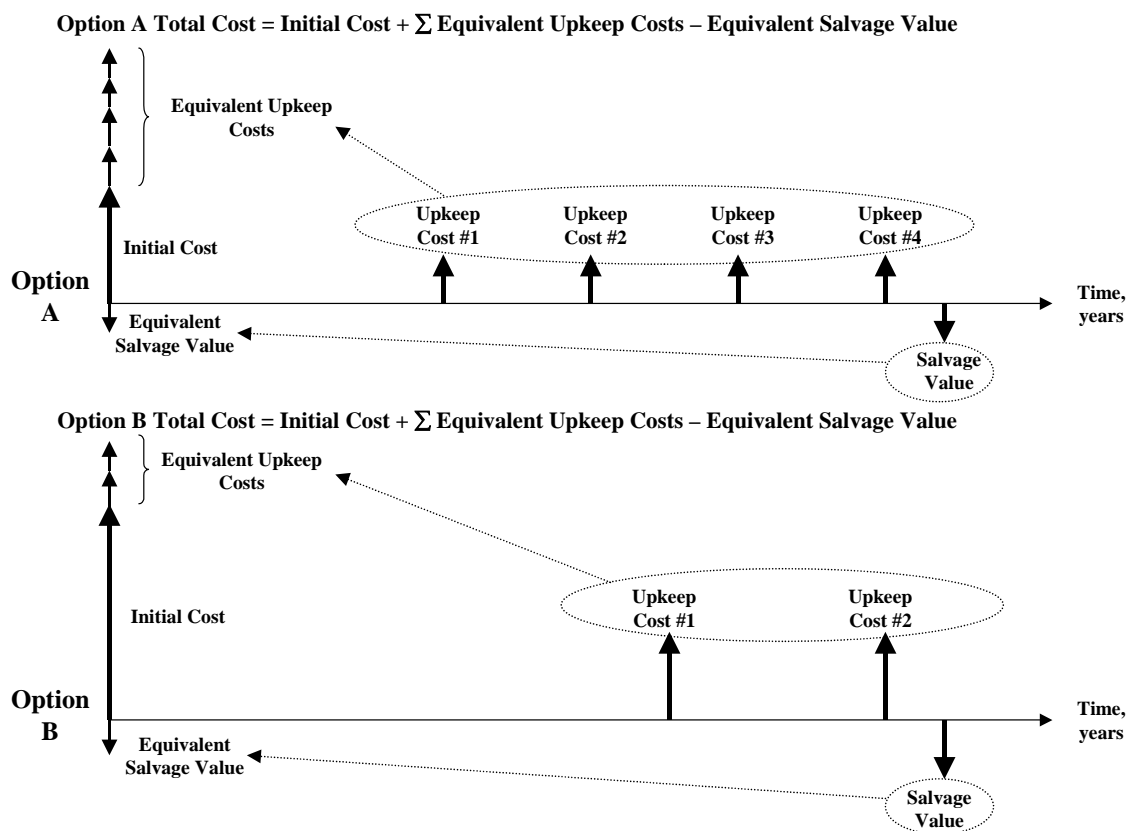 Option A Total Cost = Initial Cost + ∑ Equivalent Upkeep Costs – Equivalent Salvage Value
Equivalent Upkeep
Costs
Upkeep
Cost #1
Upkeep
Cost #2
Upkeep
Cost #3
Upkeep
Cost #4
Initial Cost
Option
A
Time,
years
Equivalent
Salvage Value
Salvage
Value
Option B Total Cost = Initial Cost + ∑ Equivalent Upkeep Costs – Equivalent Salvage Value
Equivalent Upkeep
Costs
Upkeep
Cost #1
Upkeep
Cost #2
Initial Cost
Option
B
Time,
years
Equivalent
Salvage Value
Salvage
Value